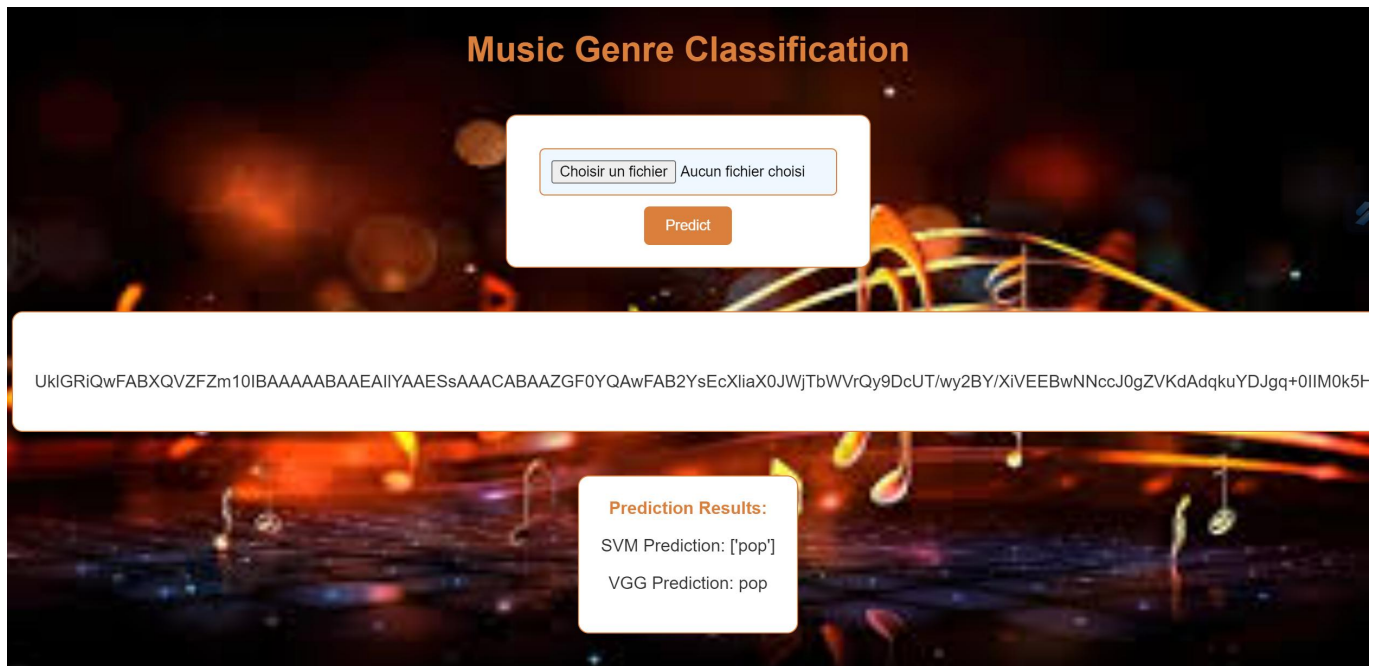 Music Genre Classification
Choisir un fichier Aucun fichier choisi
Predict
UklGRiQwFABXQVZFZm10IBAAAAABAAEAIlYAAESsAAACABAAZGF0YQAwFAB2YsEcXliaX0JWjTbWVrQy9DcUT/wy2BY/XiVEEBwNNccJ0gZVKdAdqkuYDJgq+0IIM0k5H
Prediction Results:
SVM Prediction: ['pop']
VGG Prediction: pop